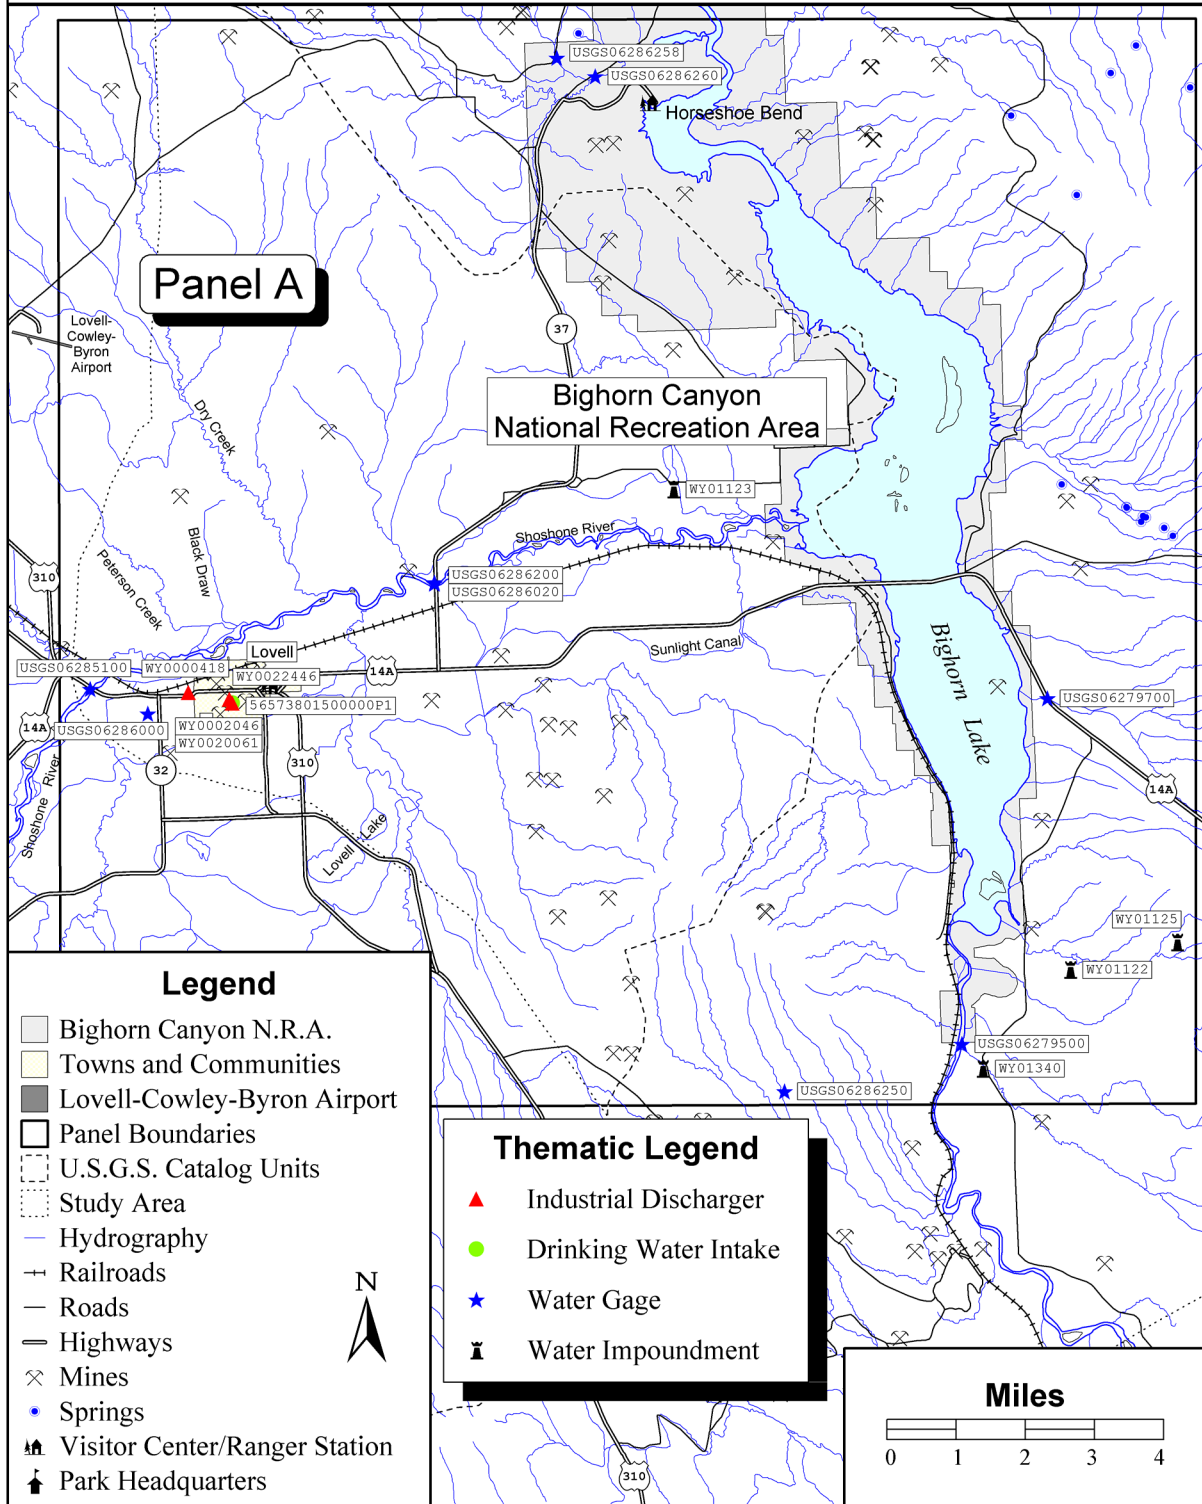 USGS06286258
USGS06286260
Horseshoe Bend
Panel A
Lovell-
Cowley-
Byron
Airport
37
Bighorn Canyon
National Recreation Area
Dry Creek
WY01123
Shoshone River
Black Draw
Peterson Creek
310
USGS06286200
USGS06286020
Sunlight Canal
Bighorn Lake
Lovell
14A
USGS06285100
WY0000418
WY0022446
56573801500000P1
USGS06279700
14A
USGS06286000
WY0002046
WY0020061
32
310
14A
Shoshone River
Lovell Lake
WY01125
WY01122
USGS06279500
WY01340
USGS06286250
Legend
Bighorn Canyon N.R.A.
Towns and Communities
Lovell-Cowley-Byron Airport
Panel Boundaries
U.S.G.S. Catalog Units
Study Area
Hydrography
Railroads
Roads
Highways
Mines
Springs
Visitor Center/Ranger Station
Park Headquarters
N
Thematic Legend
Industrial Discharger
Drinking Water Intake
Water Gage
Water Impoundment
310
Miles
0 1 2 3 4